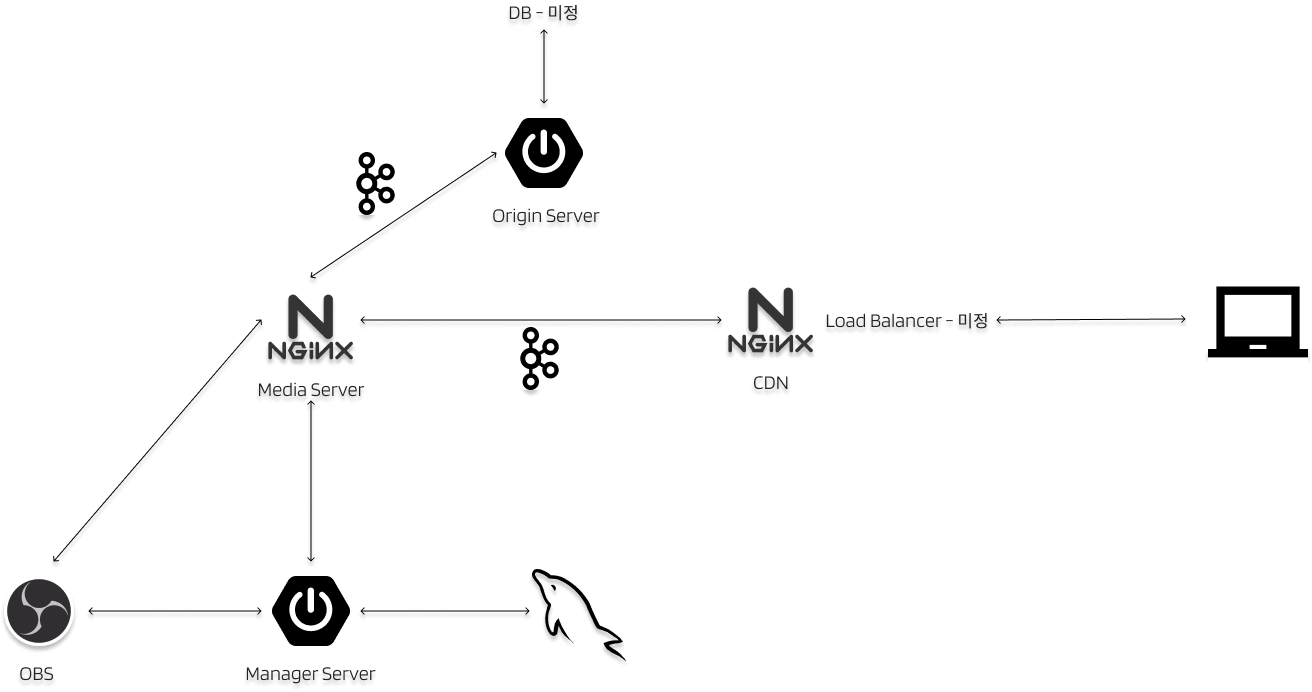 DB - 미정
Origin Server
NGINX
Media Server
NGINX
CDN
Load Balancer - 미정
OBS
Manager Server